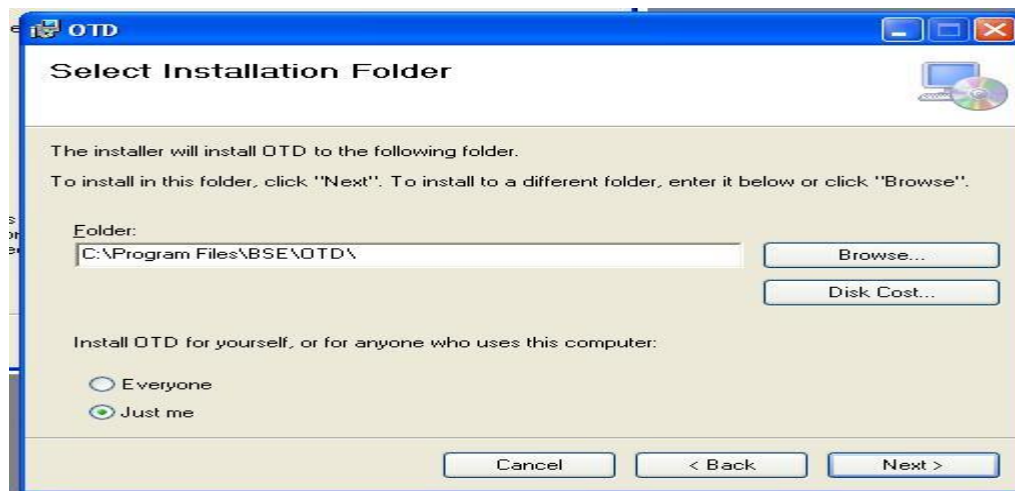 OTD
Select Installation Folder
The installer will install OTD to the following folder.
To install in this folder, click "Next". To install to a different folder, enter it below or click "Browse".
Folder:
C:\Program Files\BSE\OTD\
Browse...
Disk Cost...
Install OTD for yourself, or for anyone who uses this computer:
Everyone
Just me
Cancel
< Back
Next >